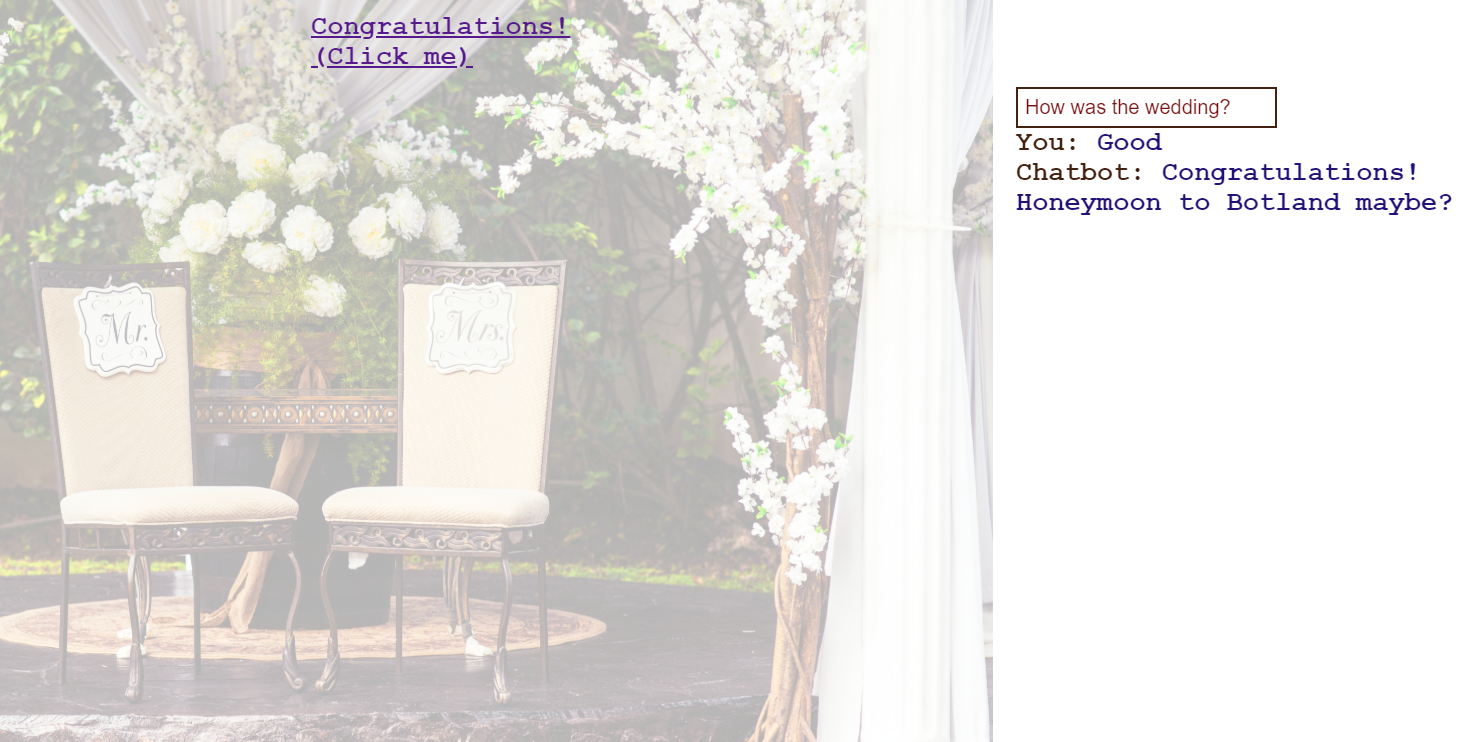 Congratulations!
(Click me)
Mr.
Mrs.
How was the wedding?
You: Good
Chatbot: Congratulations!
Honeymoon to Botland maybe?